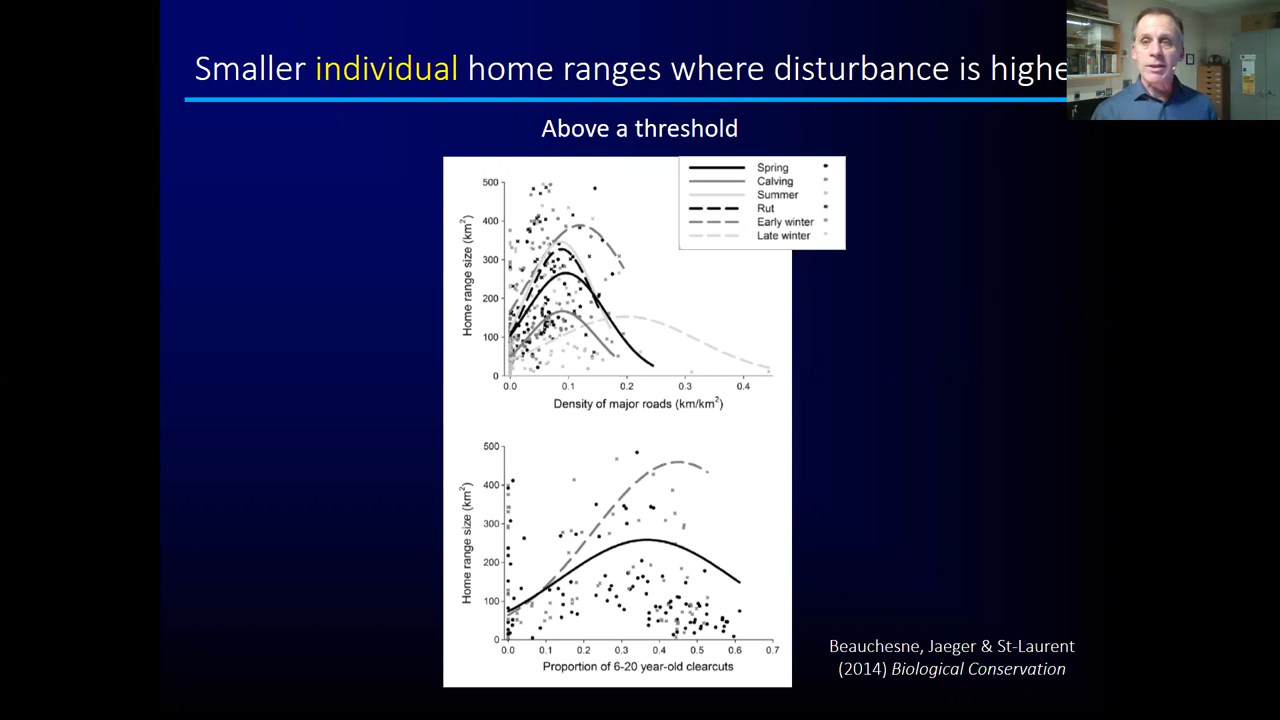 Smaller individual home ranges where disturbance is highe
Above a threshold
Spring
Calving
Summer
Rut
Early winter
Late winter
500
400
300
200
100
0
Home range size (km²)
0.0 0.1 0.2 0.3 0.4
Density of major roads (km/km²)
500
400
300
200
100
0
Home range size (km²)
0.0 0.1 0.2 0.3 0.4 0.5 0.6 0.7
Proportion of 6-20 year-old clearcuts
Beauchesne, Jaeger & St-Laurent
(2014) Biological Conservation